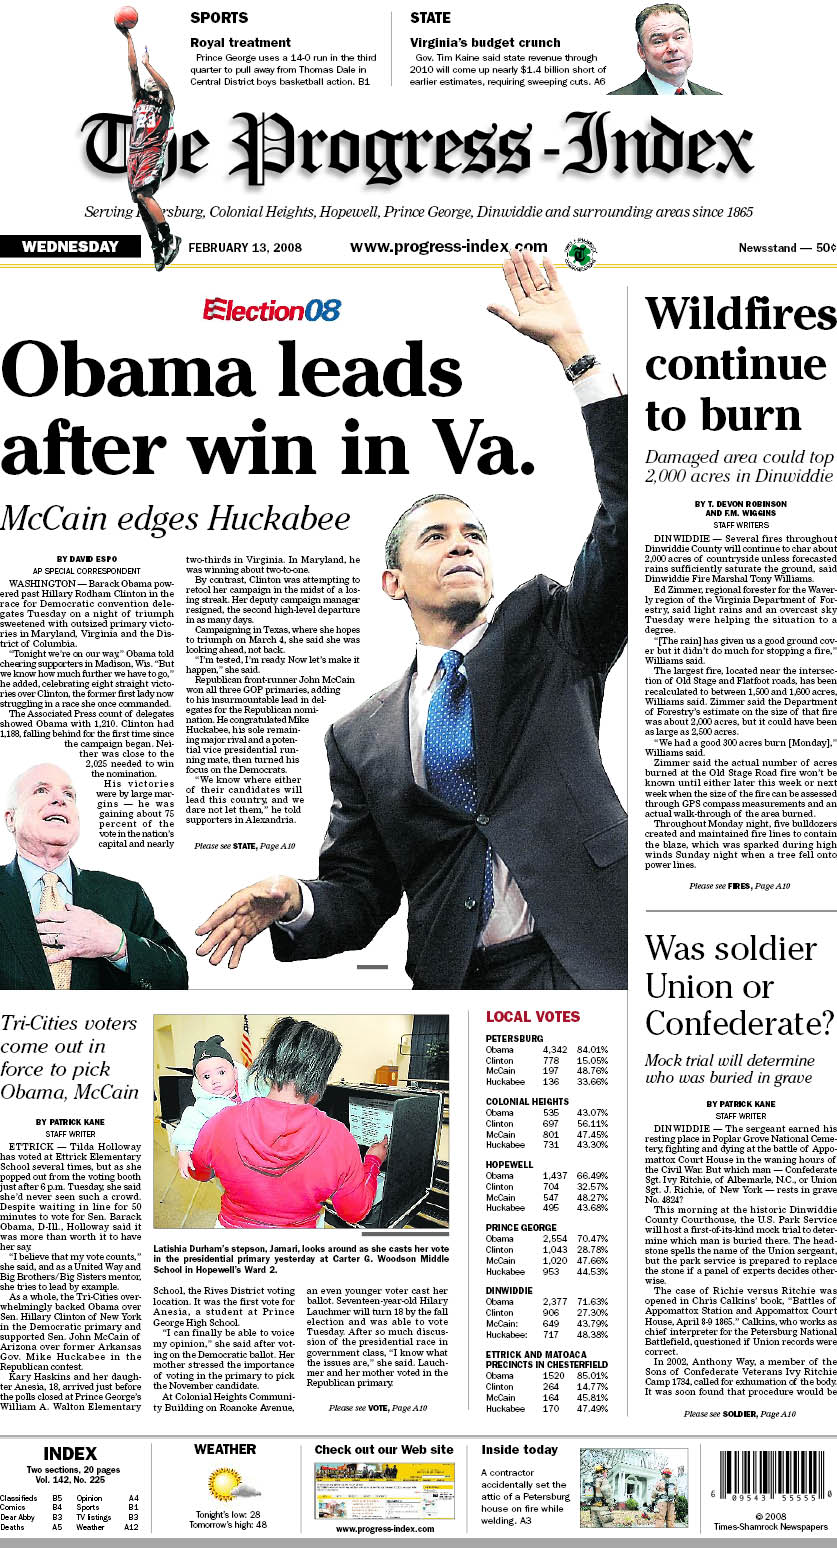 SPORTS
Royal treatment
Prince George uses a 14-0 run in the third
quarter to pull away from Thomas Dale in
Central District boys basketball action. B1
STATE
Virginia's budget crunch
Gov. Tim Kaine said state revenue through
2010 will come up nearly $1.4 billion short of
earlier estimates, requiring sweeping cuts. A6
The Progress-Index
Serving Petersburg, Colonial Heights, Hopewell, Prince George, Dinwiddie and surrounding areas since 1865
WEDNESDAY
FEBRUARY 13, 2008
www.progress-index.com
Newsstand — 50¢
Election08
Obama leads
after win in Va.
McCain edges Huckabee
BY DAVID ESPO
AP SPECIAL CORRESPONDENT
WASHINGTON — Barack Obama pow-
ered past Hillary Rodham Clinton in the
race for Democratic convention dele-
gates Tuesday on a night of triumph
sweetened with outsized primary victo-
ries in Maryland, Virginia and the Dis-
trict of Columbia.
"Tonight we're on our way," Obama told
cheering supporters in Madison, Wis. "But
we know how much further we have to go,"
he added, celebrating eight straight victo-
ries over Clinton, the former first lady now
struggling in a race she once commanded.
The Associated Press count of delegates
showed Obama with 1,210. Clinton had
1,188, falling behind for the first time since
the campaign began. Nei-
ther was close to the
2,025 needed to win
the nomination.
His victories
were by large mar-
gins — he was
gaining about 75
percent of the
vote in the nation's
capital and nearly
two-thirds in Virginia. In Maryland, he
was winning about two-to-one.
By contrast, Clinton was attempting to
retool her campaign in the midst of a los-
ing streak. Her deputy campaign manager
resigned, the second high-level departure
in as many days.
Campaigning in Texas, where she hopes
to triumph on March 4, she said she was
looking ahead, not back.
"I'm tested, I'm ready. Now let's make it
happen," she said.
Republican front-runner John McCain
won all three GOP primaries, adding
to his insurmountable lead in del-
egates for the Republican nomi-
nation. He congratulated Mike
Huckabee, his sole remain-
ing major rival and a poten-
tial vice presidential run-
ning mate, then turned his
focus on the Democrats.
"We know where either
of their candidates will
lead this country, and we
dare not let them," he told
supporters in Alexandria.
Please see STATE, Page A10
Wildfires
continue
to burn
Damaged area could top
2,000 acres in Dinwiddie
BY T. DEVON ROBINSON
AND F.M. WIGGINS
STAFF WRITERS
DINWIDDIE — Several fires throughout
Dinwiddie County will continue to char about
2,000 acres of countryside unless forecasted
rains sufficiently saturate the ground, said
Dinwiddie Fire Marshal Tony Williams.
Ed Zimmer, regional forester for the Waver-
ly region of the Virginia Department of For-
estry, said light rains and an overcast sky
Tuesday were helping the situation to a
degree.
"[The rain] has given us a good ground cov-
er but it didn't do much for stopping a fire,"
Williams said.
The largest fire, located near the intersec-
tion of Old Stage and Flatfoot roads, has been
recalculated to between 1,500 and 1,600 acres,
Williams said. Zimmer said the Department
of Forestry's estimate on the size of that fire
was about 2,000 acres, but it could have been
as large as 2,500 acres.
"We had a good 300 acres burn [Monday],"
Williams said.
Zimmer said the actual number of acres
burned at the Old Stage Road fire won't be
known until either later this week or next
week when the size of the fire can be assessed
through GPS compass measurements and an
actual walk-through of the area burned.
Throughout Monday night, five bulldozers
created and maintained fire lines to contain
the blaze, which was sparked during high
winds Sunday night when a tree fell onto
power lines.
Please see FIRES, Page A10
Was soldier
Union or
Confederate?
Mock trial will determine
who was buried in grave
BY PATRICK KANE
STAFF WRITER
DINWIDDIE — The sergeant earned his
resting place in Poplar Grove National Ceme-
tery, fighting and dying at the battle of Appo-
mattox Court House in the waning hours of
the Civil War. But which man — Confederate
Sgt. Ivy Ritchie, of Albemarle, N.C., or Union
Sgt. J. Richie, of New York — rests in grave
No. 4824?
This morning at the historic Dinwiddie
County Courthouse, the U.S. Park Service
will host a first-of-its-kind mock trial to deter-
mine which man is buried there. The head-
stone spells the name of the Union sergeant,
but the park service is prepared to replace
the stone if a panel of experts decides other-
wise.
The case of Richie versus Ritchie was
opened in Chris Calkins' book, "Battles of
Appomattox Station and Appomattox Court
House, April 8-9 1865." Calkins, who works as
chief interpreter for the Petersburg National
Battlefield, questioned if Union records were
correct.
In 2002, Anthony Way, a member of the
Sons of Confederate Veterans Ivy Ritchie
Camp 1734, called for exhumation of the body.
It was soon found that procedure would be
Please see SOLDIER, Page A10
Tri-Cities voters
come out in
force to pick
Obama, McCain
BY PATRICK KANE
STAFF WRITER
ETTRICK — Tilda Holloway
has voted at Ettrick Elementary
School several times, but as she
popped out from the voting booth
just after 6 p.m. Tuesday, she said
she'd never seen such a crowd.
Despite waiting in line for 50
minutes to vote for Sen. Barack
Obama, D-Ill., Holloway said it
was more than worth it to have
her say.
"I believe that my vote counts,"
she said, and as a United Way and
Big Brothers/Big Sisters mentor,
she tries to lead by example.
As a whole, the Tri-Cities over-
whelmingly backed Obama over
Sen. Hillary Clinton of New York
in the Democratic primary and
supported Sen. John McCain of
Arizona over former Arkansas
Gov. Mike Huckabee in the
Republican contest.
Kary Haskins and her daugh-
ter Anesia, 18, arrived just before
the polls closed at Prince George's
William A. Walton Elementary
Latishia Durham's stepson, Jamari, looks around as she casts her vote
in the presidential primary yesterday at Carter G. Woodson Middle
School in Hopewell's Ward 2.
School, the Rives District voting
location. It was the first vote for
Anesia, a student at Prince
George High School.
"I can finally be able to voice
my opinion," she said after vot-
ing on the Democratic ballot. Her
mother stressed the importance
of voting in the primary to pick
the November candidate.
At Colonial Heights Communi-
ty Building on Roanoke Avenue,
an even younger voter cast her
ballot. Seventeen-year-old Hilary
Lauchmer will turn 18 by the fall
election and was able to vote
Tuesday. After so much discus-
sion of the presidential race in
government class, "I know what
the issues are," she said. Lauch-
mer and her mother voted in the
Republican primary.
Please see VOTE, Page A10
LOCAL VOTES
PETERSBURG
Obama 4,342 84.01%
Clinton 778 15.05%
McCain 197 48.76%
Huckabee 136 33.66%
COLONIAL HEIGHTS
Obama 535 43.07%
Clinton 697 56.11%
McCain 801 47.45%
Huckabee 731 43.30%
HOPEWELL
Obama 1,437 66.49%
Clinton 704 32.57%
McCain 547 48.27%
Huckabee 495 43.68%
PRINCE GEORGE
Obama 2,554 70.47%
Clinton 1,043 28.78%
McCain 1,020 47.66%
Huckabee 953 44.53%
DINWIDDIE
Obama 2,377 71.63%
Clinton 906 27.30%
McCain: 649 43.79%
Huckabee: 717 48.38%
ETTRICK AND MATOACA
PRECINCTS IN CHESTERFIELD
Obama 1520 85.01%
Clinton 264 14.77%
McCain 164 45.81%
Huckabee 170 47.49%
INDEX
Two sections, 20 pages
Vol. 142, No. 225
Classifieds B5 Opinion A4
Comics B4 Sports B1
Dear Abby B3 TV listings B3
Deaths A5 Weather A12
WEATHER
Tonight's low: 28
Tomorrow's high: 48
Check out our Web site
www.progress-index.com
Inside today
A contractor
accidentally set the
attic of a Petersburg
house on fire while
welding. A3
6 09543 55555 0
© 2008
Times-Shamrock Newspapers